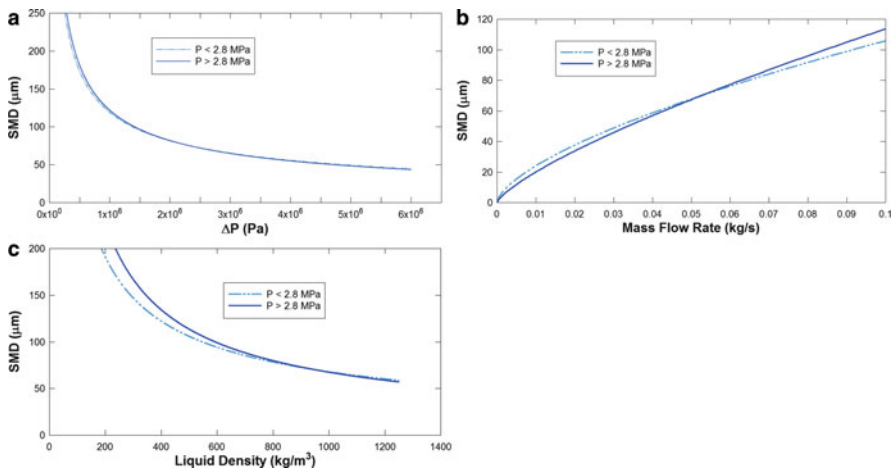 a
250
200
150
100
50
0
SMD (μm)
P < 2.8 MPa
P > 2.8 MPa
0x10⁰ 1x10⁶ 2x10⁶ 3x10⁶ 4x10⁶ 5x10⁶ 6x10⁶
ΔP (Pa)
b
120
100
80
60
40
20
0
SMD (μm)
P < 2.8 MPa
P > 2.8 MPa
0 0.01 0.02 0.03 0.04 0.05 0.06 0.07 0.08 0.09 0.1
Mass Flow Rate (kg/s)
c
200
150
100
50
0
SMD (μm)
P < 2.8 MPa
P > 2.8 MPa
0 200 400 600 800 1000 1200 1400
Liquid Density (kg/m³)